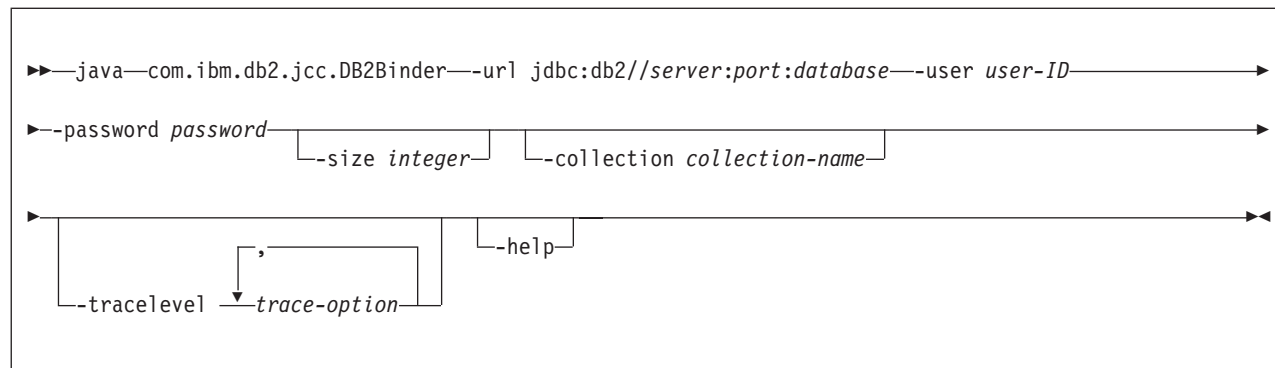 java com.ibm.db2.jcc.DB2Binder -url jdbc:db2//server:port:database -user user-ID
-password password
-size integer
-collection collection-name
,
-help
-tracelevel trace-option